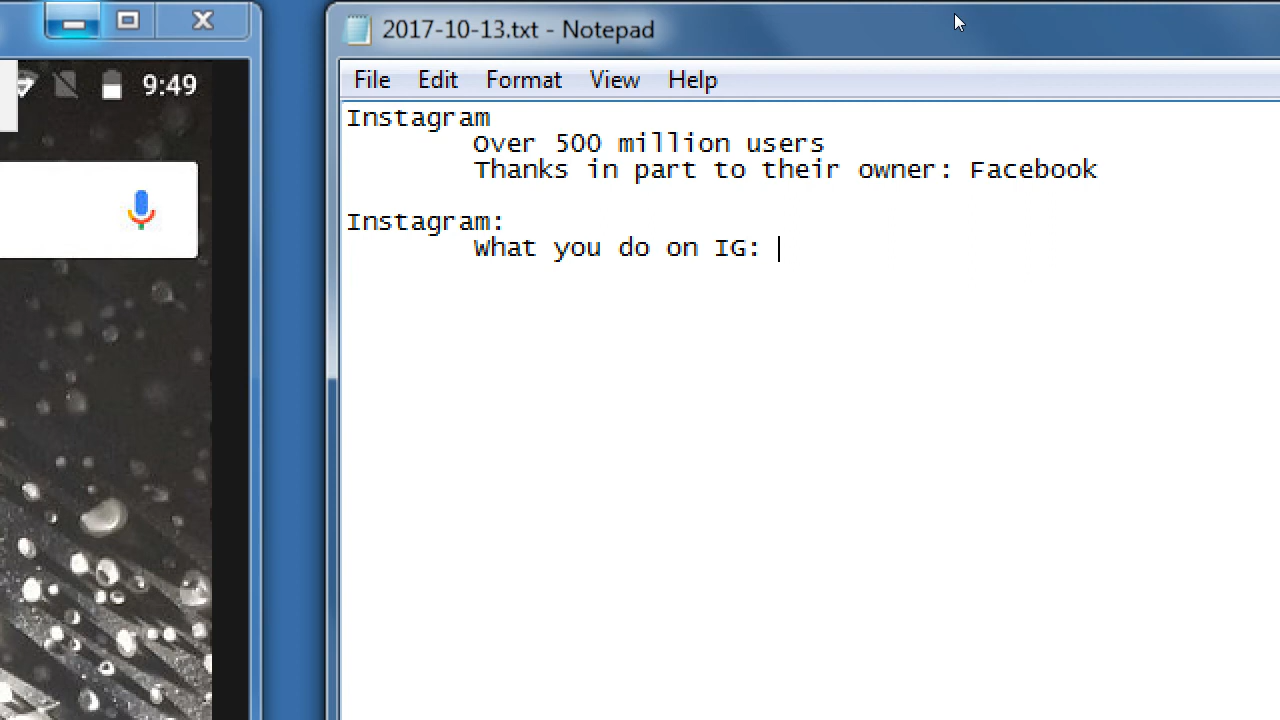 9:49
2017-10-13.txt - Notepad
File Edit Format View Help
Instagram
Over 500 million users
Thanks in part to their owner: Facebook
Instagram:
What you do on IG: